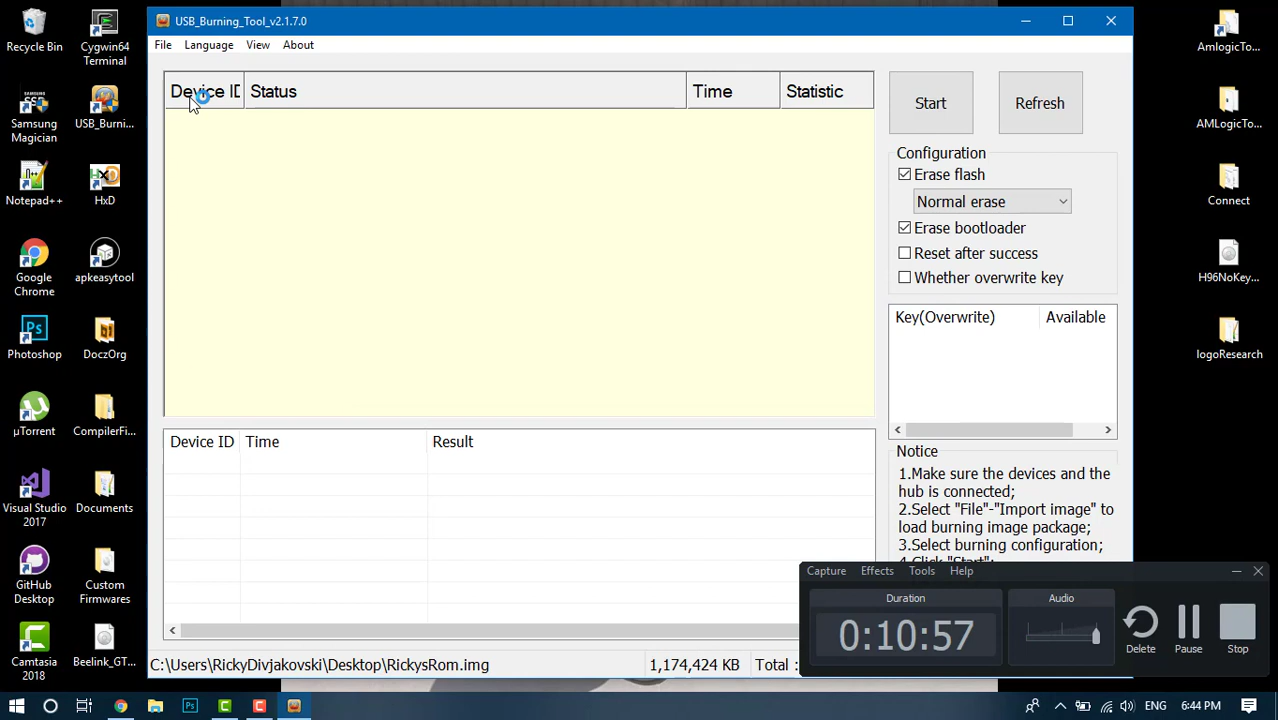 USB_Burning_Tool_v2.1.7.0
File Language View About
Device ID Status Time Statistic
Start Refresh
Configuration
Erase flash
Normal erase
Erase bootloader
Reset after success
Whether overwrite key
Key(Overwrite) Available
Device ID Time Result
Notice
1.Make sure the devices and the
hub is connected;
2.Select "File"-"Import image" to
load burning image package;
3.Select burning configuration;
4.Click "Start";
C:\Users\RickyDivjakovski\Desktop\RickysRom.img 1,174,424 KB Total :
Capture Effects Tools Help
Duration
0:10:57
Audio
Delete Pause Stop
Recycle Bin
Cygwin64
Terminal
Samsung
Magician
USB_Burni...
Notepad++
HxD
Google
Chrome
apkeasytool
Photoshop
DoczOrg
µTorrent
CompilerFi...
Visual Studio
2017
Documents
GitHub
Desktop
Custom
Firmwares
Camtasia
2018
Beelink_GT...
AmlogicTo...
AMLogicTo...
Connect
H96NoKey...
logoResearch
ENG 6:44 PM